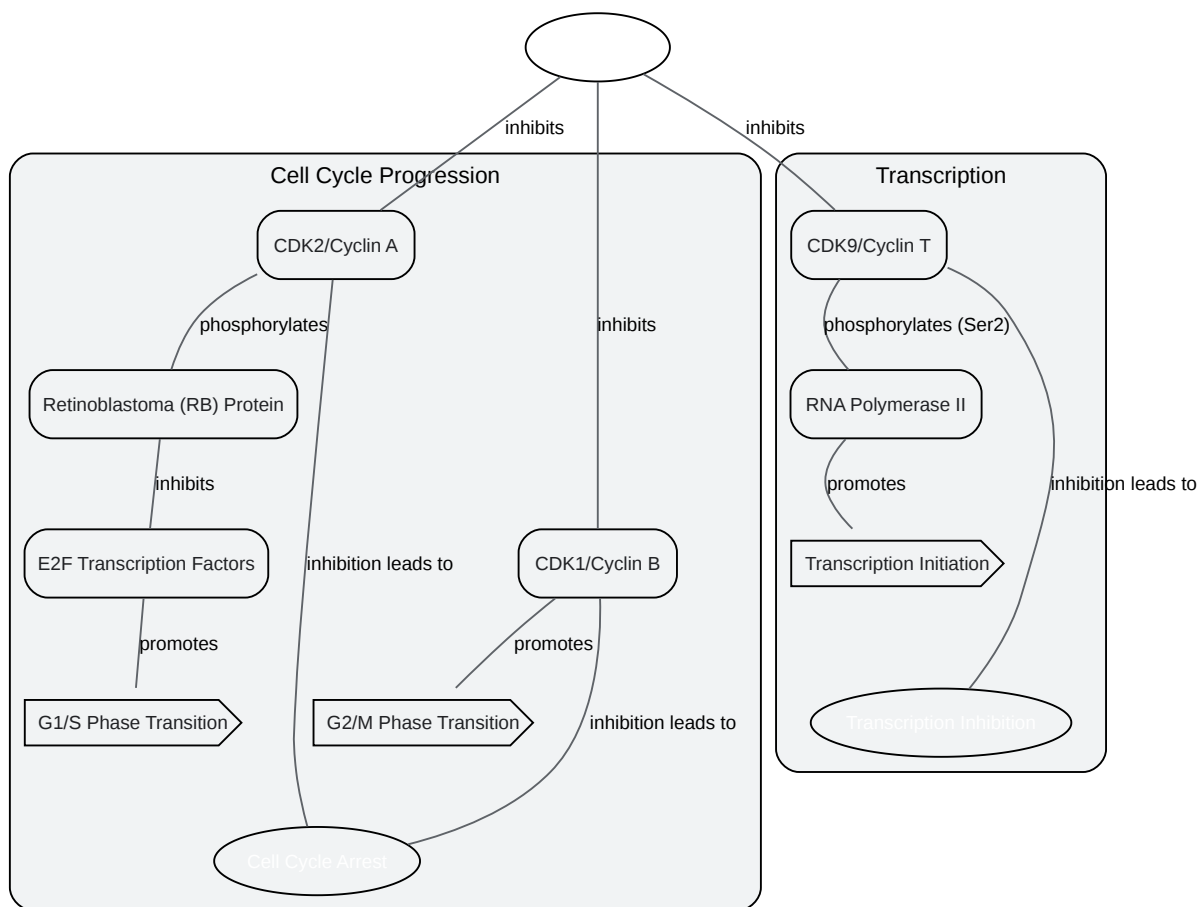 inhibits
inhibits
Cell Cycle Progression
Transcription
CDK2/Cyclin A
CDK9/Cyclin T
phosphorylates
inhibits
phosphorylates (Ser2)
Retinoblastoma (RB) Protein
RNA Polymerase II
inhibits
promotes
inhibition leads to
E2F Transcription Factors
inhibition leads to
CDK1/Cyclin B
Transcription Initiation
promotes
promotes
G1/S Phase Transition
G2/M Phase Transition
inhibition leads to
Transcription Inhibition
Cell Cycle Arrest